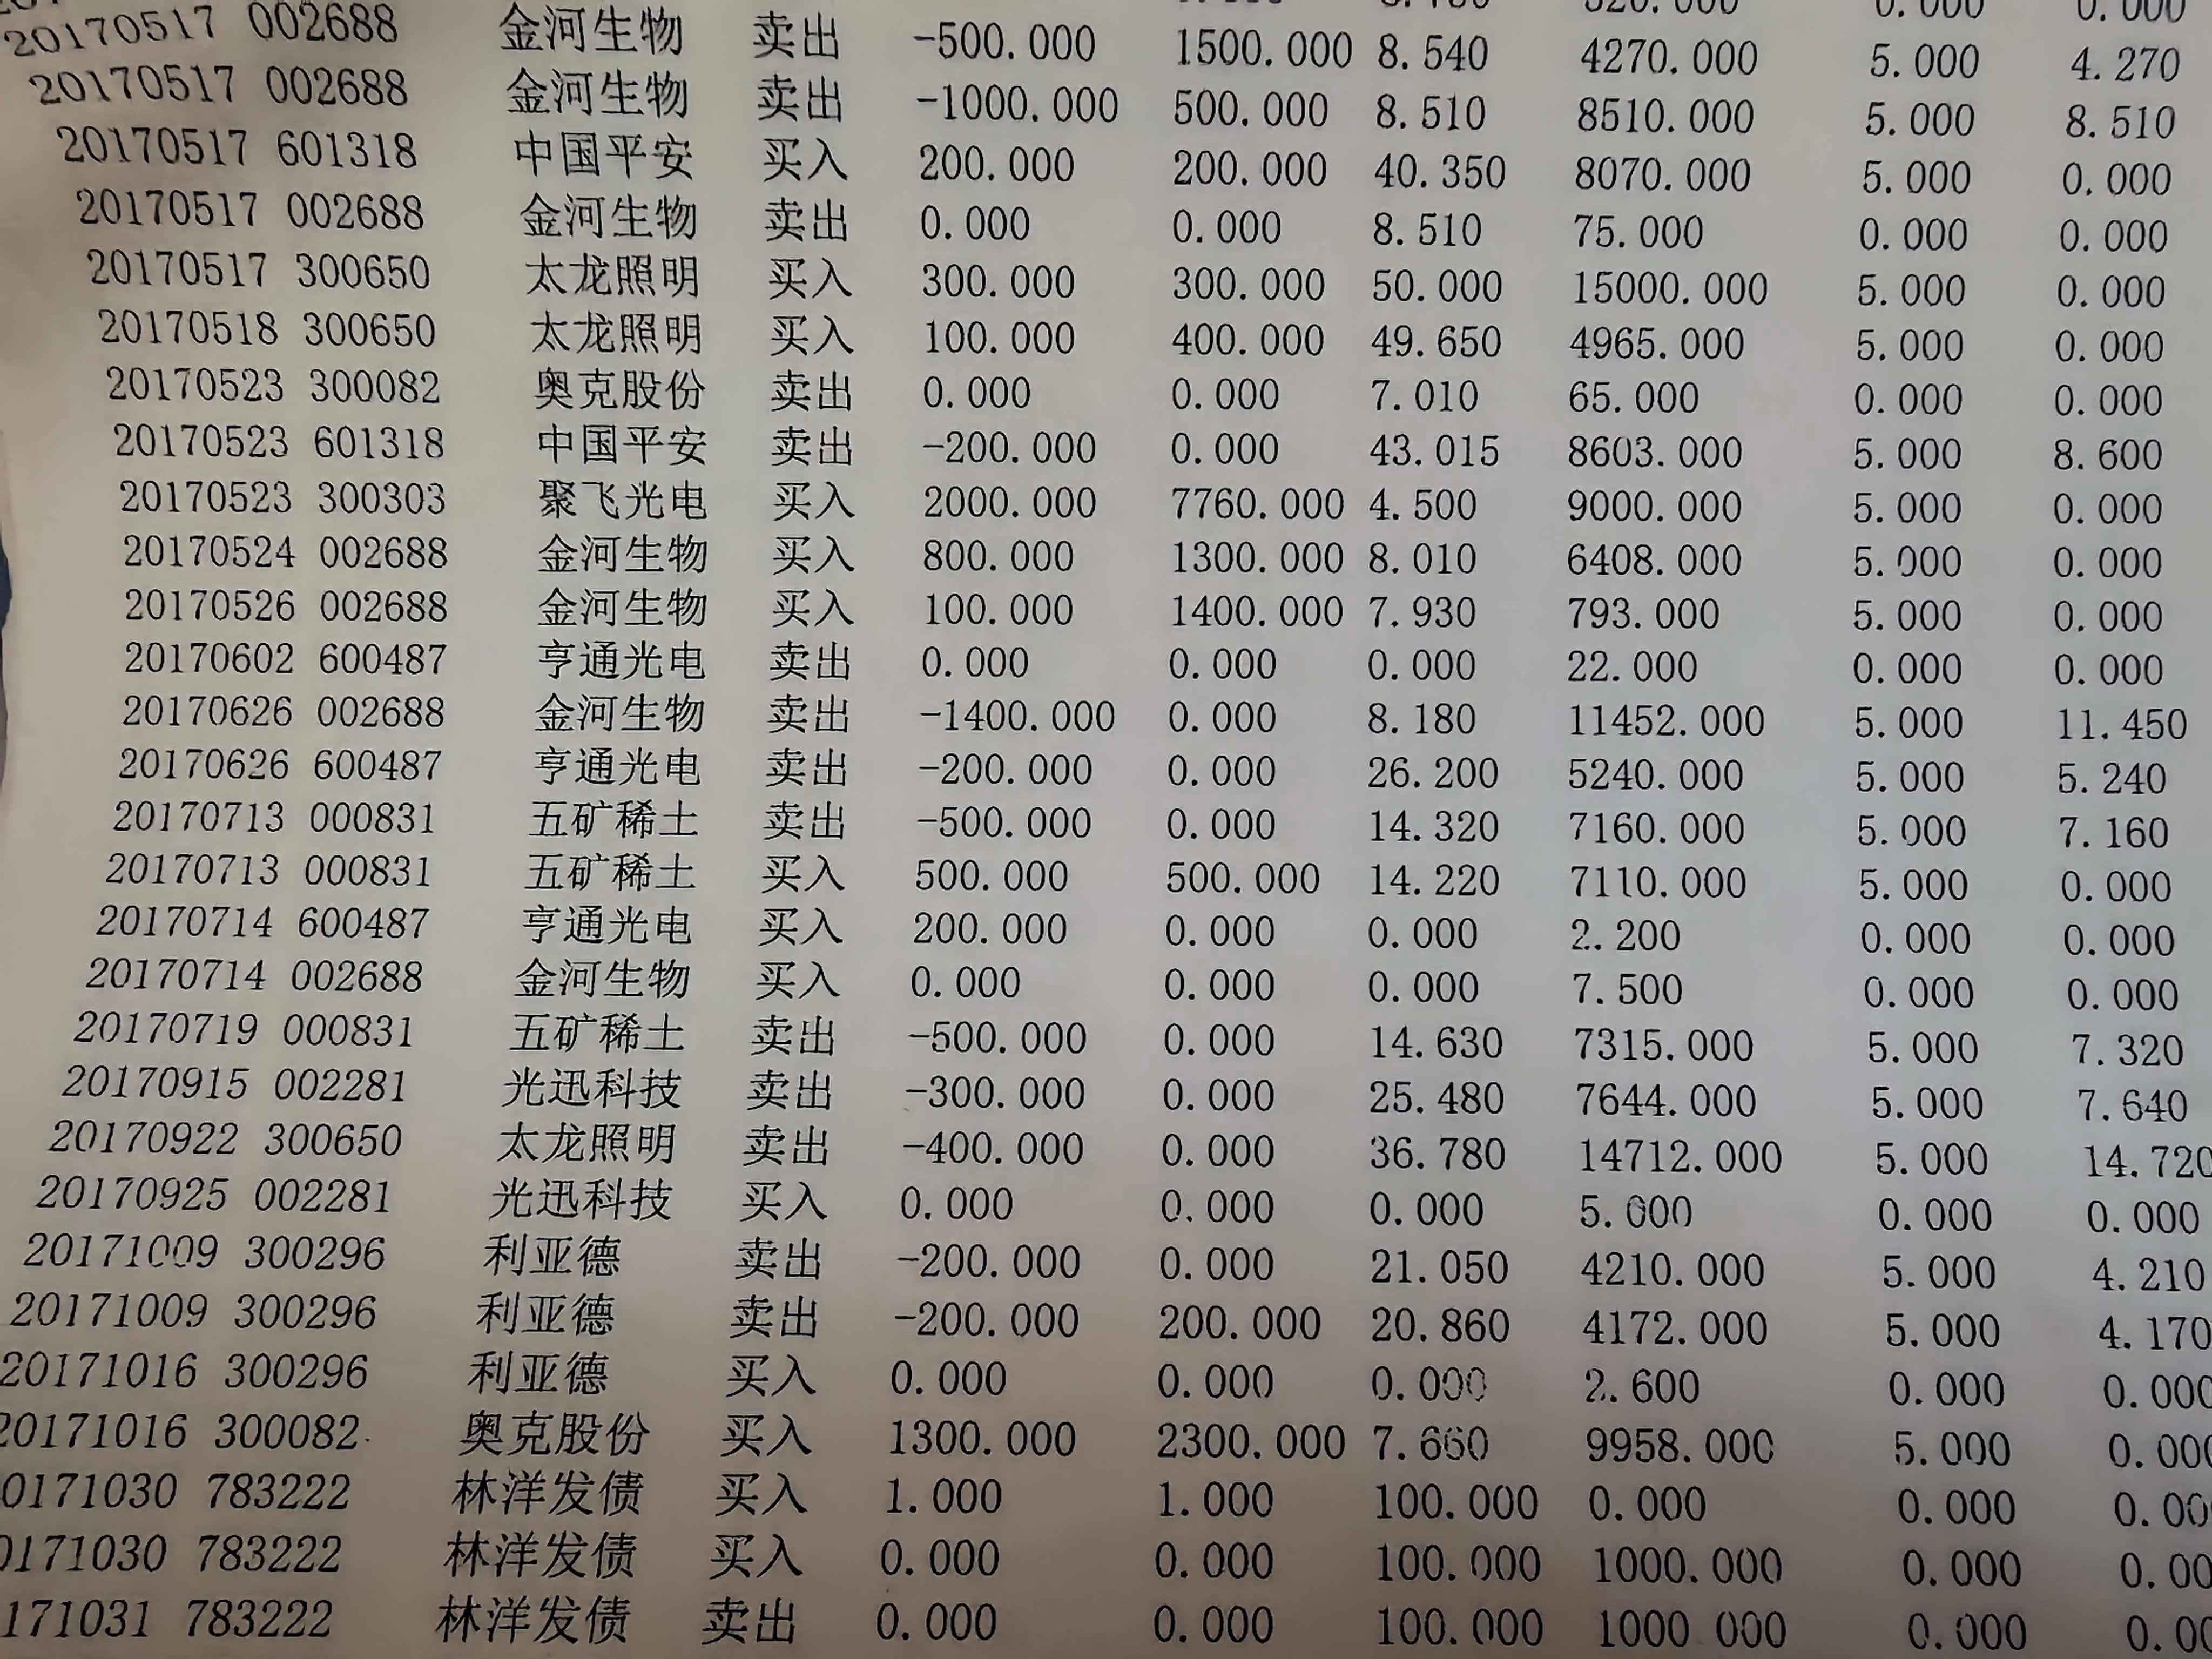 20170517 002688 金河生物 卖出 -500.000 1500.000 8.540 4270.000 5.000 4.270
20170517 002688 金河生物 卖出 -1000.000 500.000 8.510 8510.000 5.000 8.510
20170517 601318 中国平安 买入 200.000 200.000 40.350 8070.000 5.000 0.000
20170517 002688 金河生物 卖出 0.000 0.000 8.510 75.000 0.000 0.000
20170517 300650 太龙照明 买入 300.000 300.000 50.000 15000.000 5.000 0.000
20170518 300650 太龙照明 买入 100.000 400.000 49.650 4965.000 5.000 0.000
20170523 300082 奥克股份 卖出 0.000 0.000 7.010 65.000 0.000 0.000
20170523 601318 中国平安 卖出 -200.000 0.000 43.015 8603.000 5.000 8.600
20170523 300303 聚飞光电 买入 2000.000 7760.000 4.500 9000.000 5.000 0.000
20170524 002688 金河生物 买入 800.000 1300.000 8.010 6408.000 5.000 0.000
20170526 002688 金河生物 买入 100.000 1400.000 7.930 793.000 5.000 0.000
20170602 600487 亨通光电 卖出 0.000 0.000 0.000 22.000 0.000 0.000
20170626 002688 金河生物 卖出 -1400.000 0.000 8.180 11452.000 5.000 11.450
20170626 600487 亨通光电 卖出 -200.000 0.000 26.200 5240.000 5.000 5.240
20170713 000831 五矿稀土 卖出 -500.000 0.000 14.320 7160.000 5.000 7.160
20170713 000831 五矿稀土 买入 500.000 500.000 14.220 7110.000 5.000 0.000
20170714 600487 亨通光电 买入 200.000 0.000 0.000 2.200 0.000 0.000
20170714 002688 金河生物 买入 0.000 0.000 0.000 7.500 0.000 0.000
20170719 000831 五矿稀土 卖出 -500.000 0.000 14.630 7315.000 5.000 7.320
20170915 002281 光迅科技 卖出 -300.000 0.000 25.480 7644.000 5.000 7.640
20170922 300650 太龙照明 卖出 -400.000 0.000 36.780 14712.000 5.000 14.720
20170925 002281 光迅科技 买入 0.000 0.000 0.000 5.000 0.000 0.000
20171009 300296 利亚德 卖出 -200.000 0.000 21.050 4210.000 5.000 4.210
20171009 300296 利亚德 卖出 -200.000 200.000 20.860 4172.000 5.000 4.170
20171016 300296 利亚德 买入 0.000 0.000 0.000 2.600 0.000 0.000
20171016 300082 奥克股份 买入 1300.000 2300.000 7.660 9958.000 5.000 0.000
0171030 783222 林洋发债 买入 1.000 1.000 100.000 0.000 0.000 0.00
0171030 783222 林洋发债 买入 0.000 0.000 100.000 1000.000 0.000 0.00
171031 783222 林洋发债 卖出 0.000 0.000 100.000 1000.000 0.000 0.00